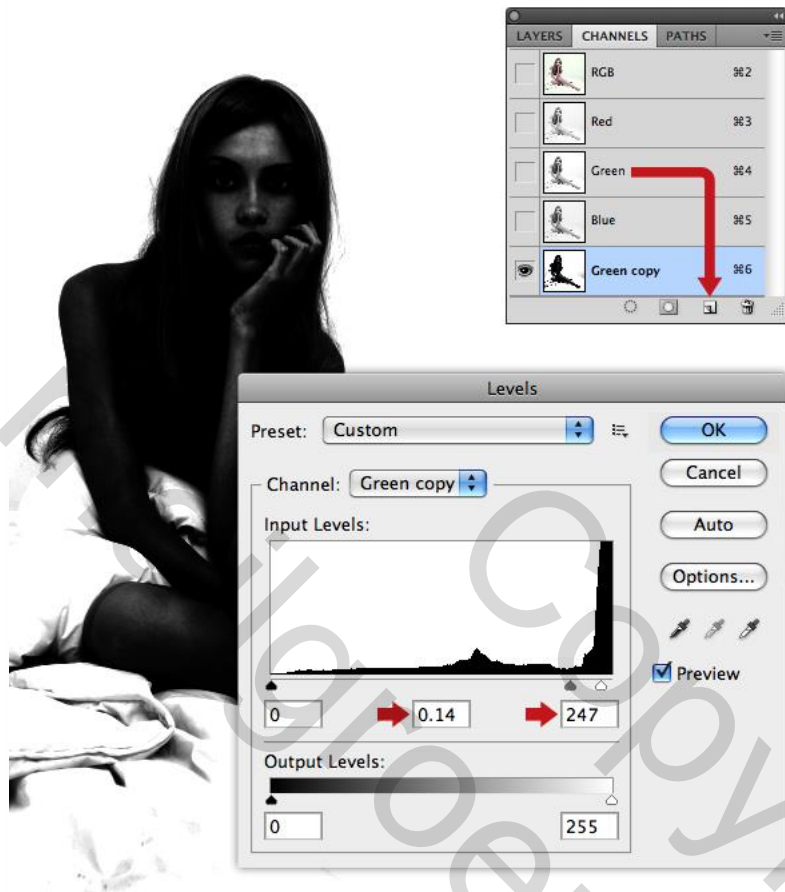 LAYERS CHANNELS PATHS
RGB ⌘2
Red ⌘3
Green ⌘4
Blue ⌘5
Green copy ⌘6
Levels
Preset: Custom
OK
Channel: Green copy
Cancel
Input Levels:
Auto
Options...
Preview
0 0.14 247
Output Levels:
0 255